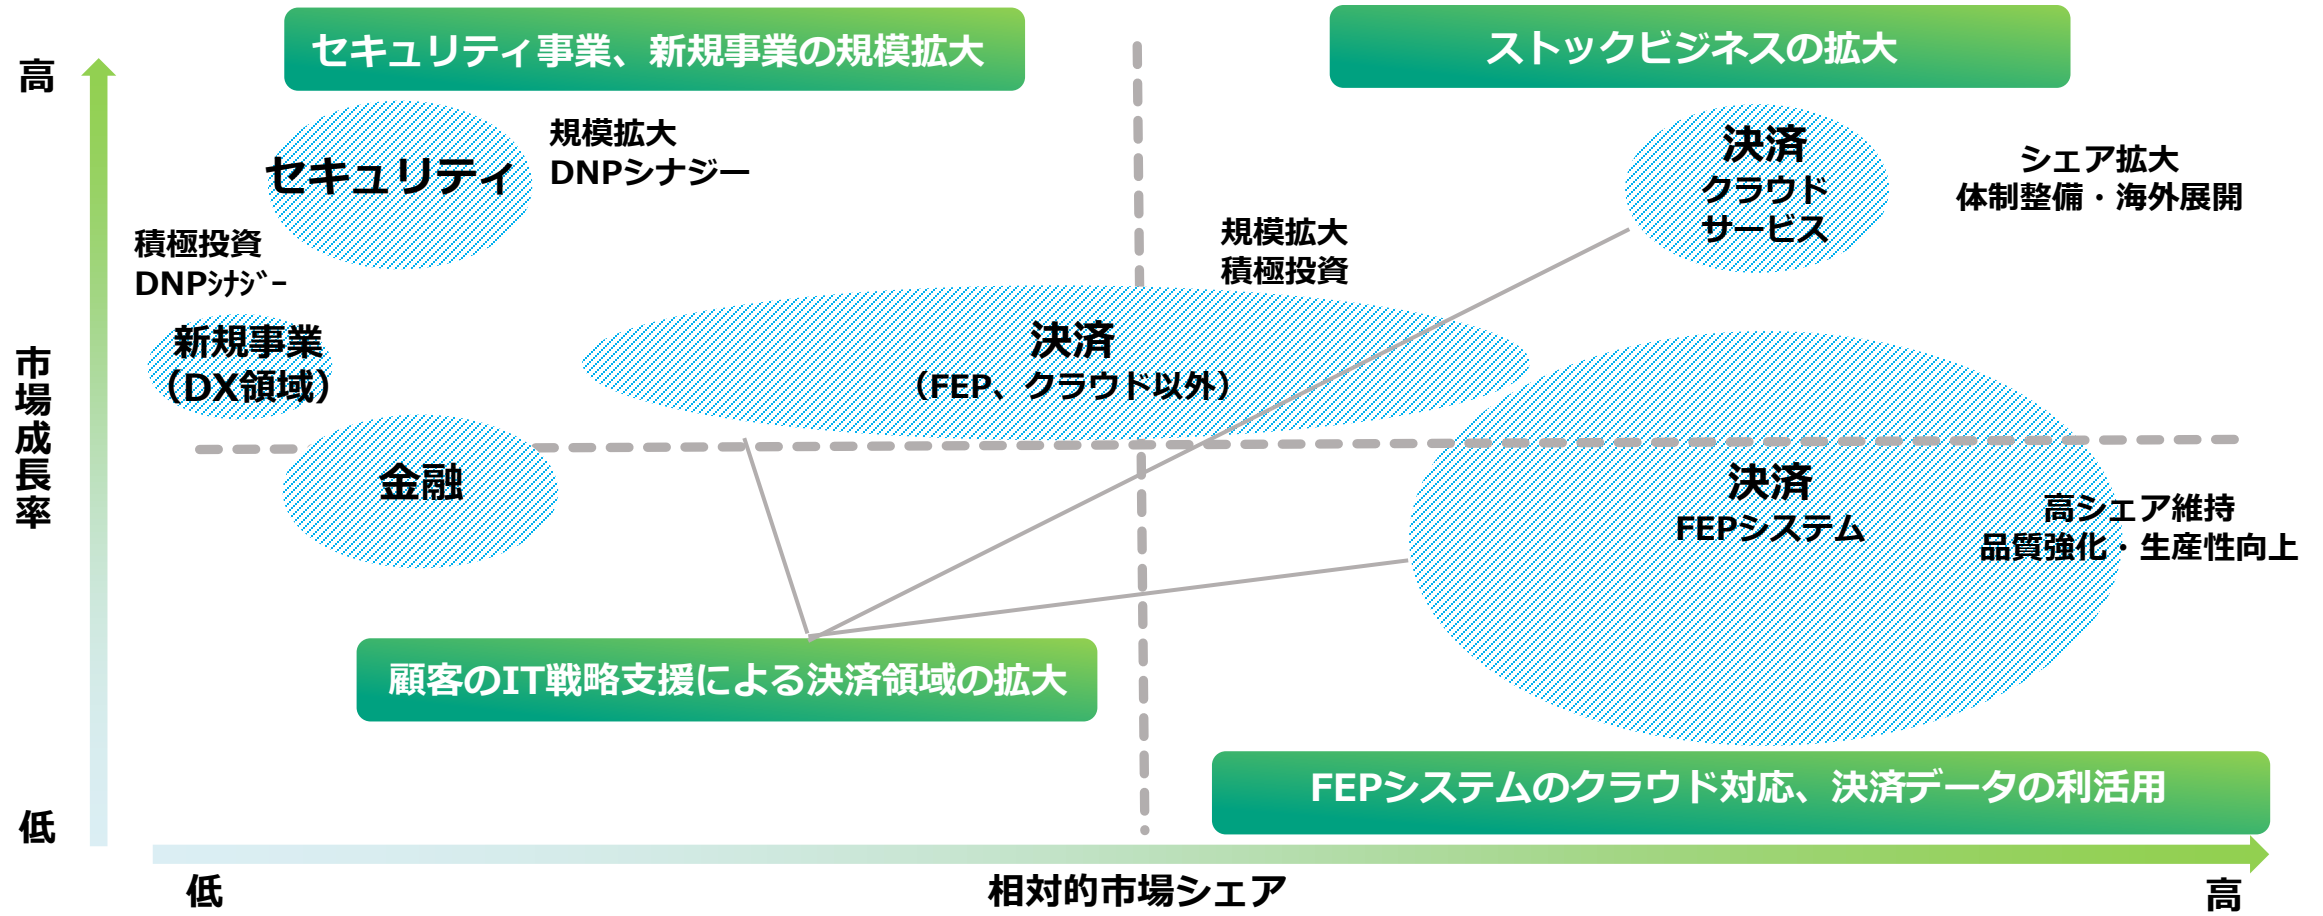 セキュリティ事業、新規事業の規模拡大
ストックビジネスの拡大
高
セキュリティ
規模拡大
DNPシナジー
決済
クラウド
サービス
シェア拡大
体制整備・海外展開
積極投資
DNPｼﾅｼﾞｰ
規模拡大
積極投資
新規事業
（DX領域）
決済
（FEP、クラウド以外）
市場成長率
金融
決済
FEPシステム
高シェア維持
品質強化・生産性向上
顧客のIT戦略支援による決済領域の拡大
FEPシステムのクラウド対応、決済データの利活用
低
低
相対的市場シェア
高